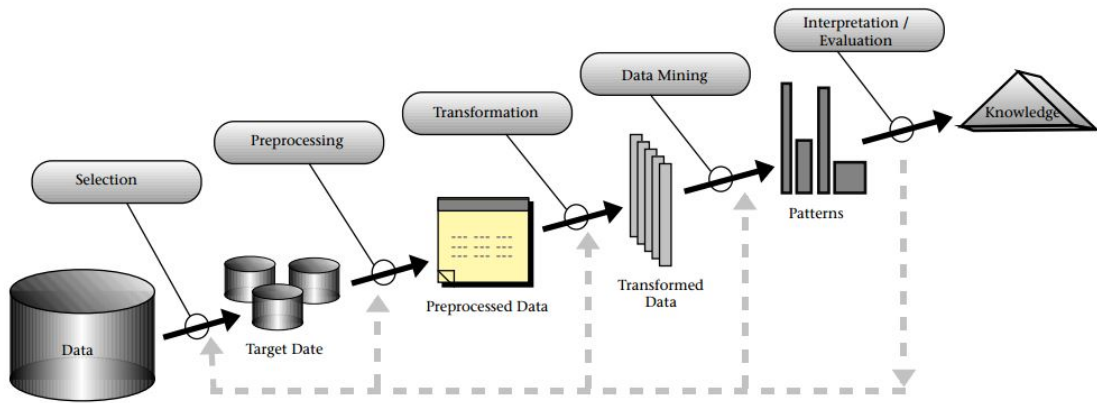 Interpretation /
Evaluation
Data Mining
Transformation
Preprocessing
Selection
Data
Target Date
Preprocessed Data
Transformed
Data
Patterns
Knowledge